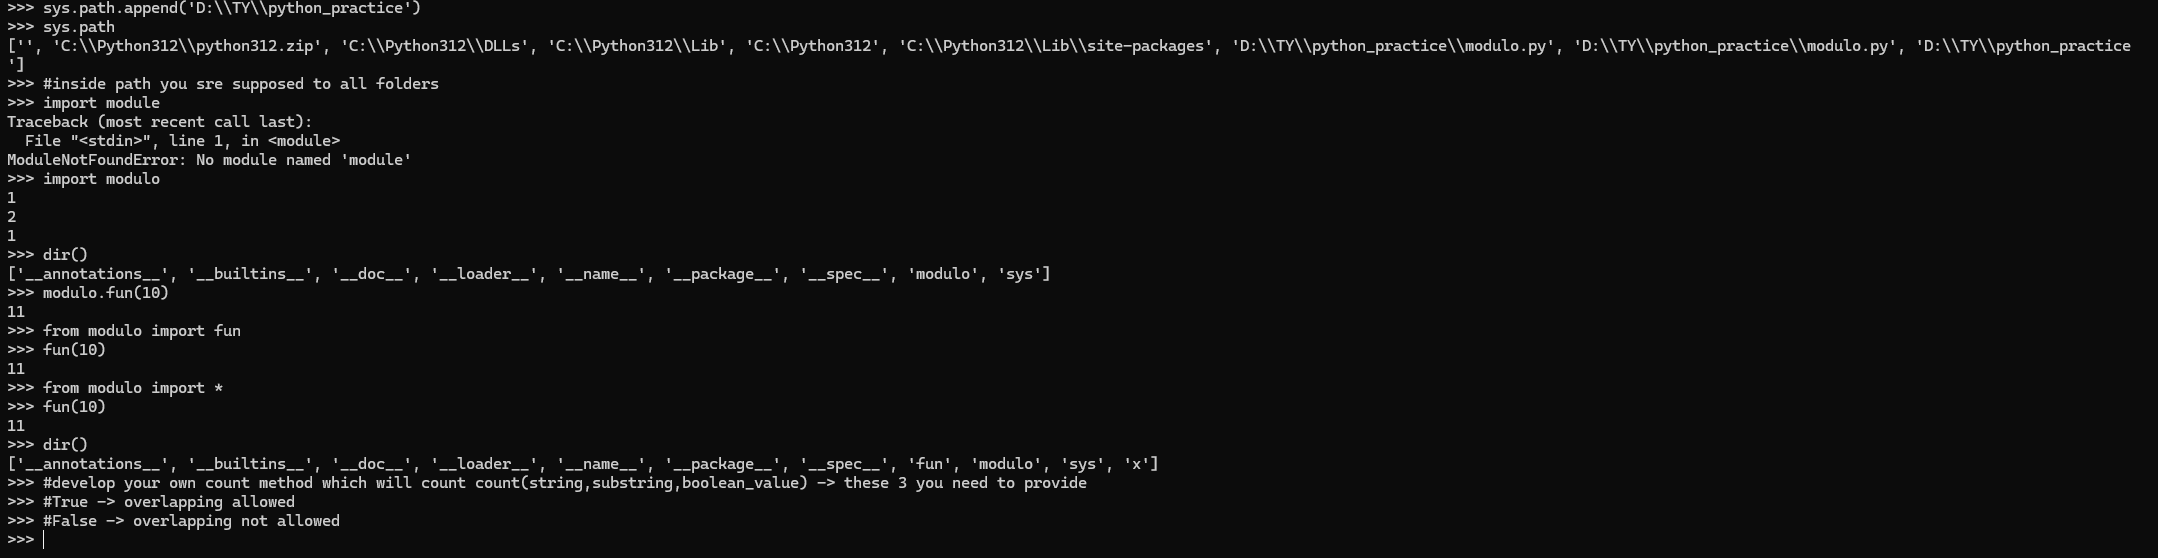 >>> sys.path.append('D:\\TY\\python_practice')
>>> sys.path
['', 'C:\\Python312\\python312.zip', 'C:\\Python312\\DLLs', 'C:\\Python312\\Lib', 'C:\\Python312', 'C:\\Python312\\Lib\\site-packages', 'D:\\TY\\python_practice\\modulo.py', 'D:\\TY\\python_practice\\modulo.py', 'D:\\TY\\python_practice
']
>>> #inside path you sre supposed to all folders
>>> import module
Traceback (most recent call last):
  File "<stdin>", line 1, in <module>
ModuleNotFoundError: No module named 'module'
>>> import modulo
1
2
1
>>> dir()
['__annotations__', '__builtins__', '__doc__', '__loader__', '__name__', '__package__', '__spec__', 'modulo', 'sys']
>>> modulo.fun(10)
11
>>> from modulo import fun
>>> fun(10)
11
>>> from modulo import *
>>> fun(10)
11
>>> dir()
['__annotations__', '__builtins__', '__doc__', '__loader__', '__name__', '__package__', '__spec__', 'fun', 'modulo', 'sys', 'x']
>>> #develop your own count method which will count count(string,substring,boolean_value) -> these 3 you need to provide
>>> #True -> overlapping allowed
>>> #False -> overlapping not allowed
>>>